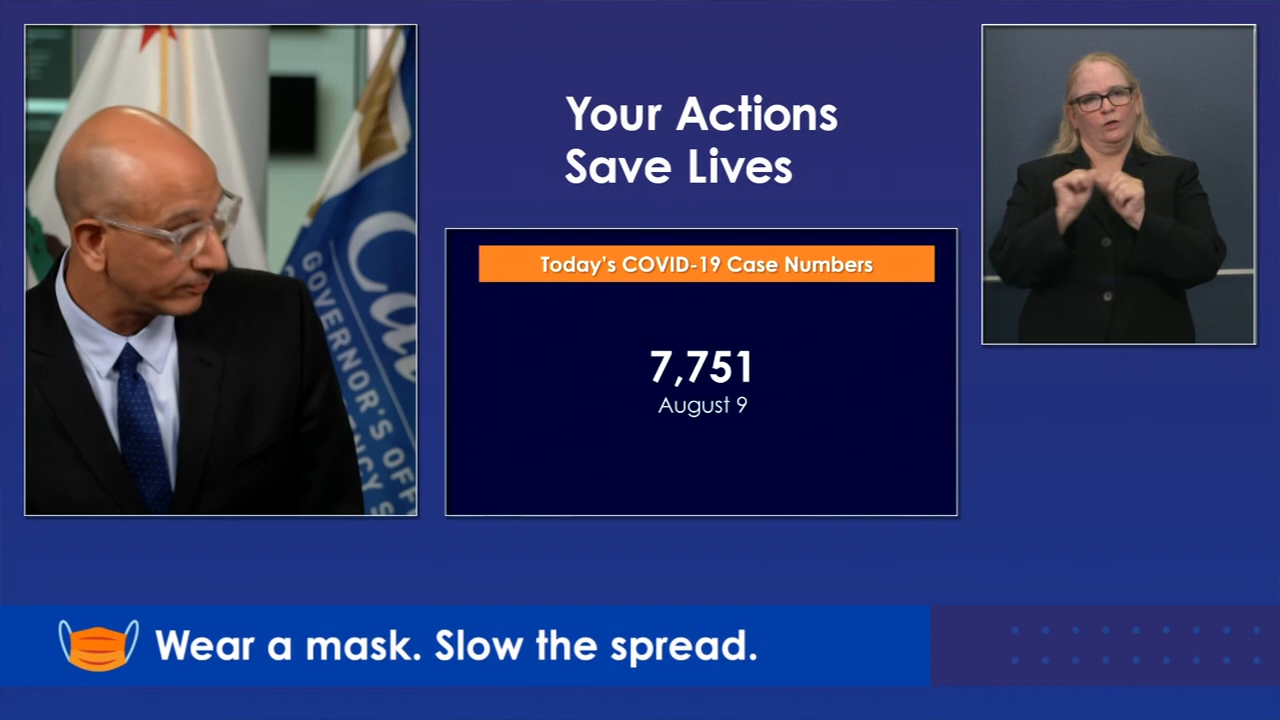 Your Actions
Save Lives
Today's COVID-19 Case Numbers
7,751
August 9
GOVERNOR'S OFF
Wear a mask. Slow the spread.